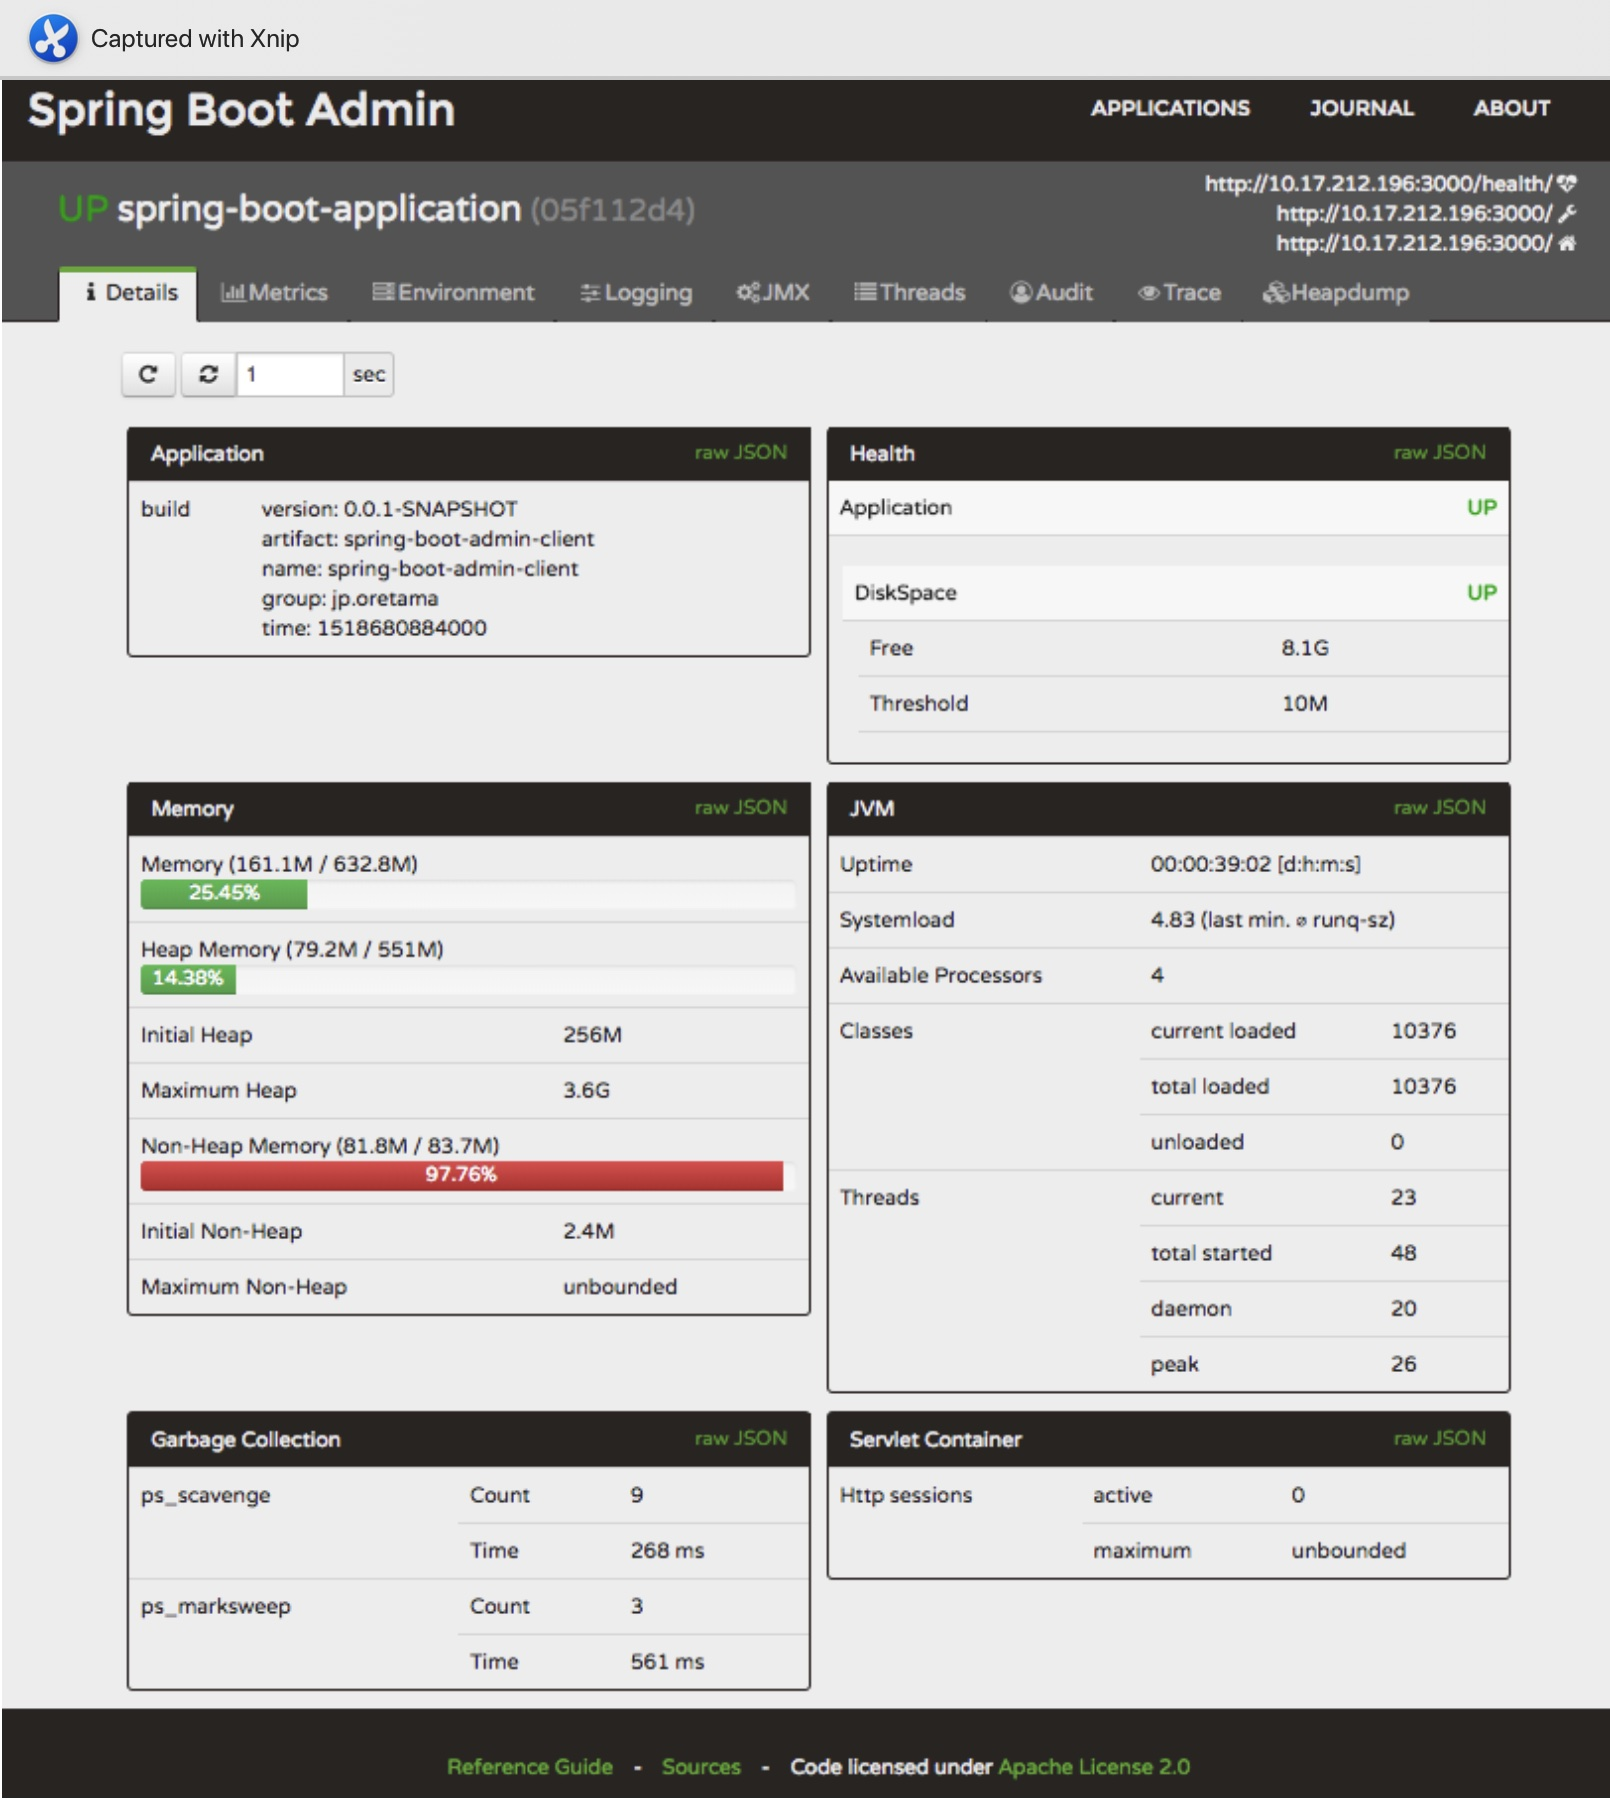 Captured with Xnip
Spring Boot Admin
APPLICATIONS JOURNAL ABOUT
UP spring-boot-application (05f112d4)
http://10.17.212.196:3000/health/
http://10.17.212.196:3000/
http://10.17.212.196:3000/
Details Metrics Environment Logging JMX Threads Audit Trace Heapdump
1 sec
Application raw JSON
build version: 0.0.1-SNAPSHOT
artifact: spring-boot-admin-client
name: spring-boot-admin-client
group: jp.oretama
time: 1518680884000
Health raw JSON
Application UP
DiskSpace UP
Free 8.1G
Threshold 10M
Memory raw JSON
Memory (161.1M / 632.8M)
25.45%
Heap Memory (79.2M / 551M)
14.38%
Initial Heap 256M
Maximum Heap 3.6G
Non-Heap Memory (81.8M / 83.7M)
97.76%
Initial Non-Heap 2.4M
Maximum Non-Heap unbounded
JVM raw JSON
Uptime 00:00:39:02 [d:h:m:s]
Systemload 4.83 (last min. ⌀ runq-sz)
Available Processors 4
Classes current loaded 10376
total loaded 10376
unloaded 0
Threads current 23
total started 48
daemon 20
peak 26
Garbage Collection raw JSON
ps_scavenge Count 9
Time 268 ms
ps_marksweep Count 3
Time 561 ms
Servlet Container raw JSON
Http sessions active 0
maximum unbounded
Reference Guide - Sources - Code licensed under Apache License 2.0